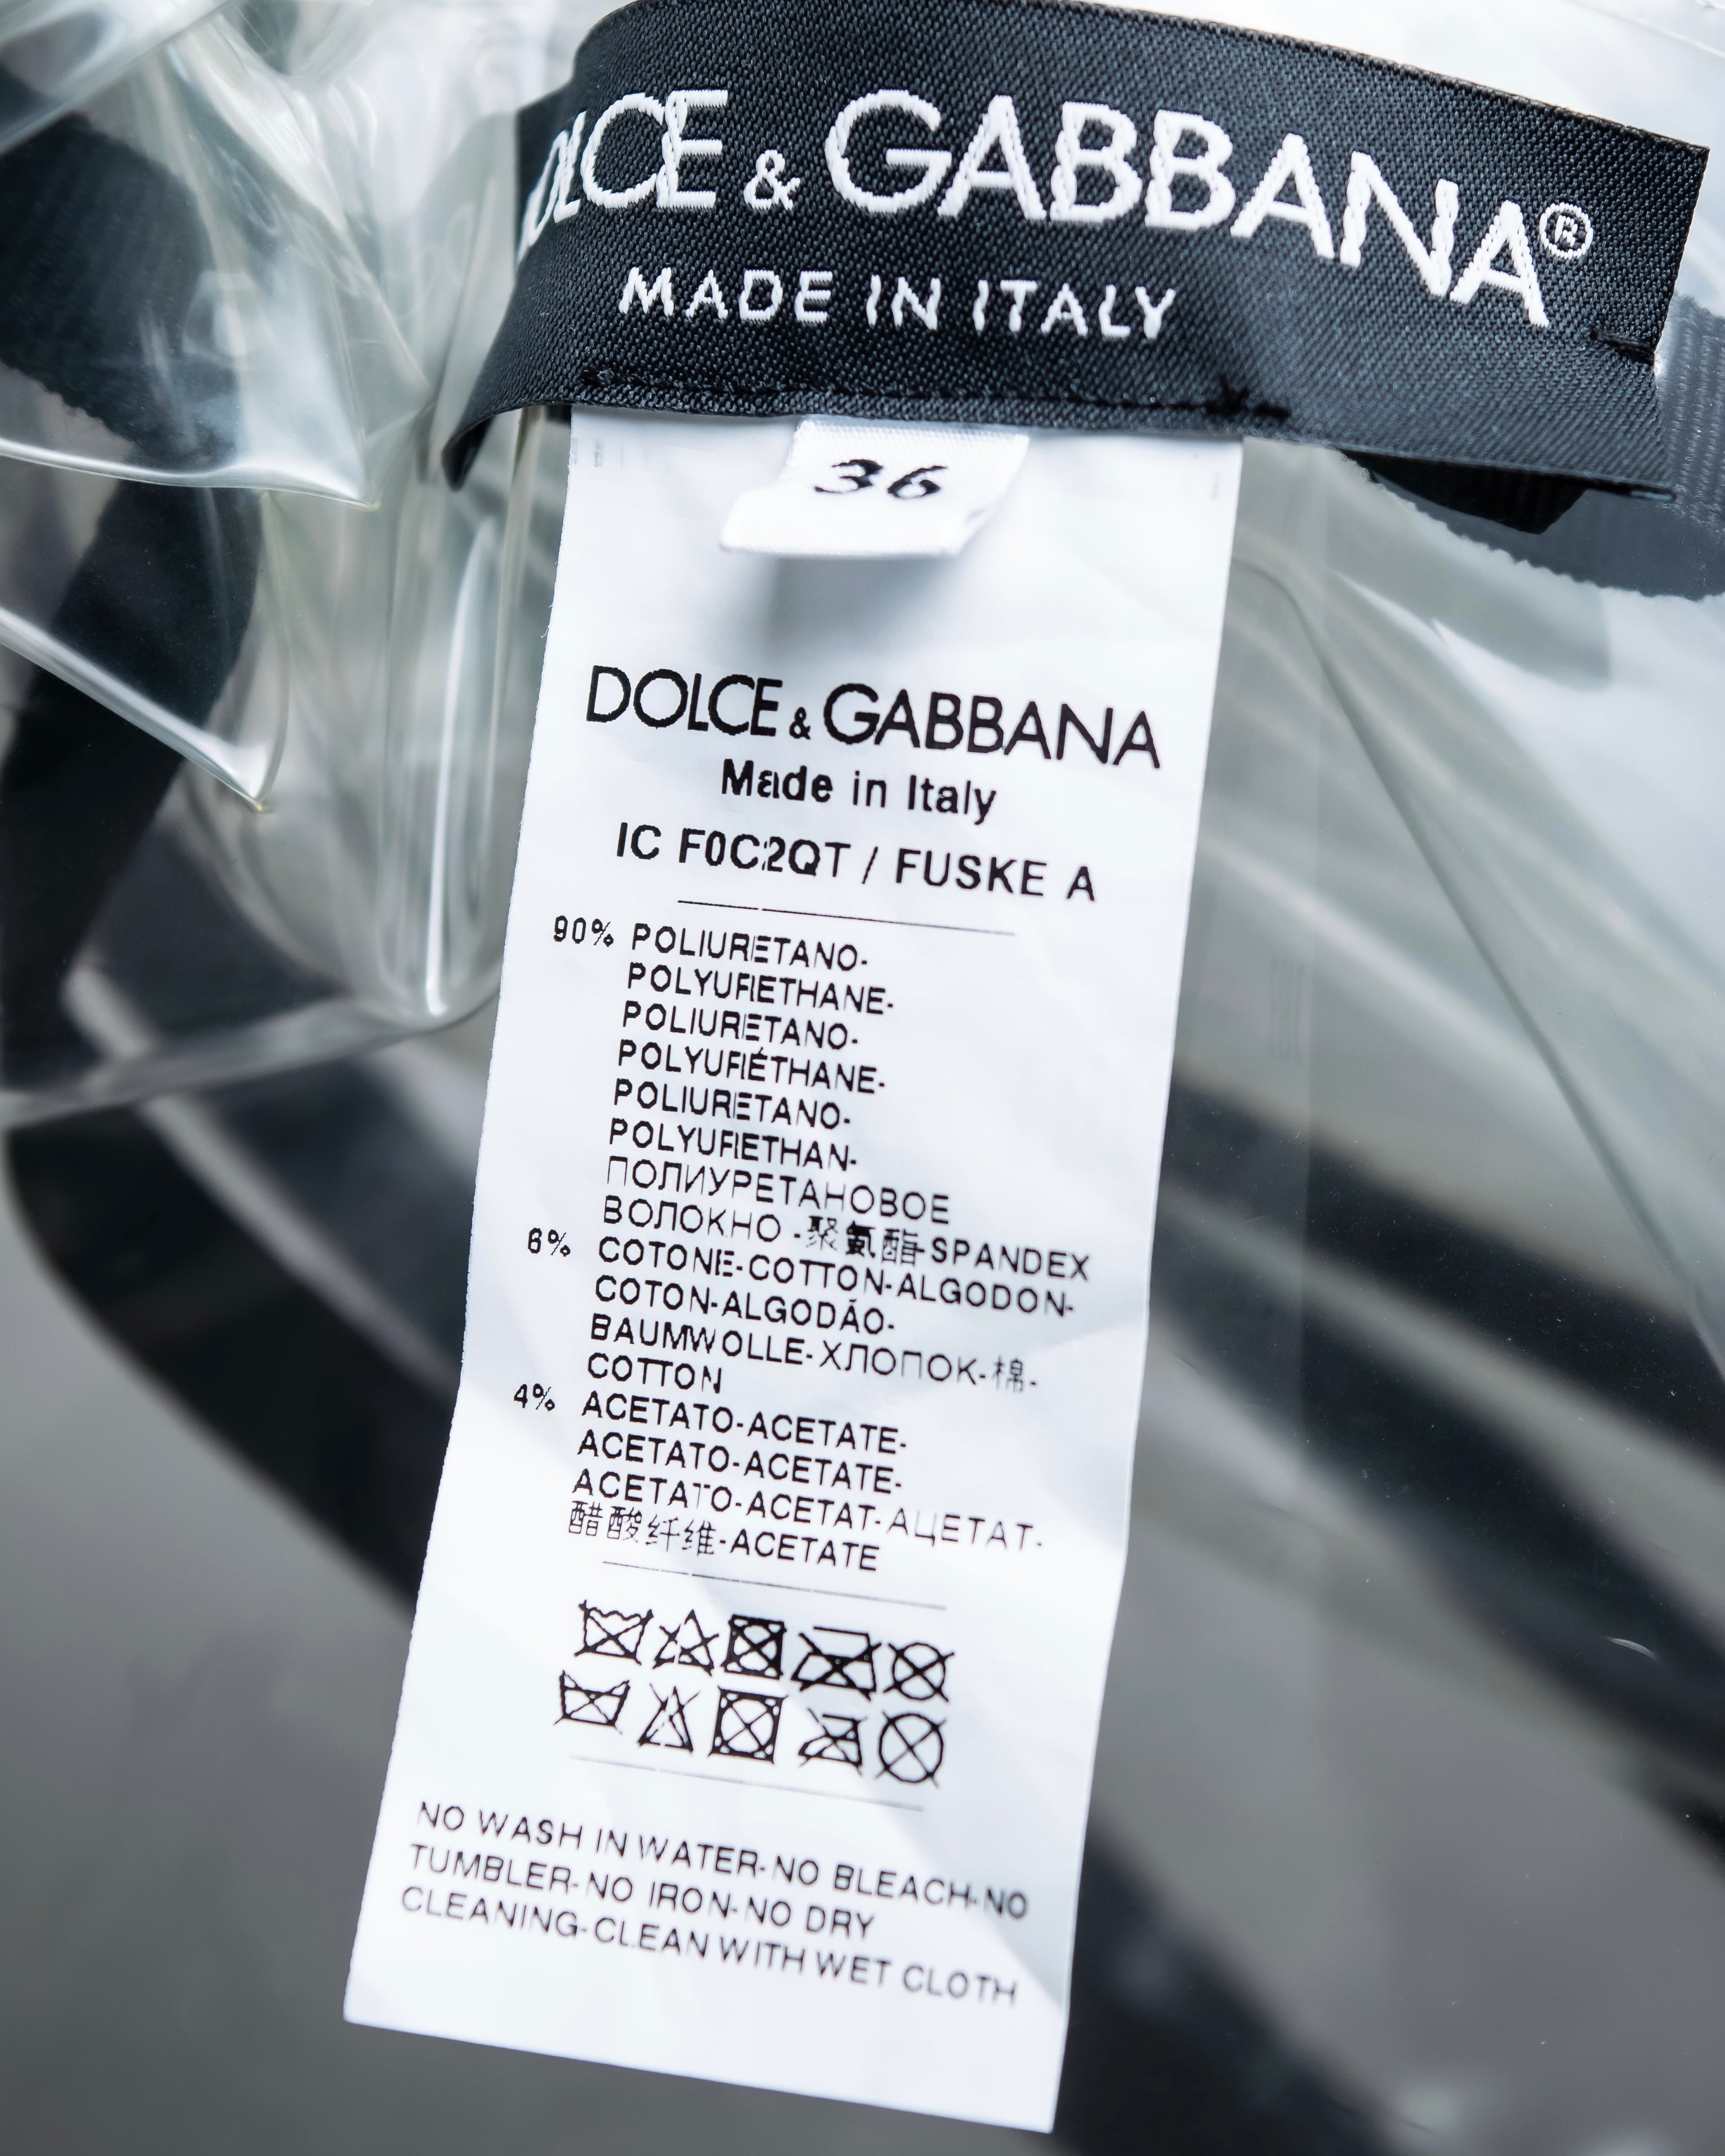 DOLCE & GABBANA®
MADE IN ITALY
36
DOLCE & GABBANA
Made in Italy
IC F0C2QT / FUSKE A
90% POLIURETANO-
POLYURETHANE-
POLIURETANO-
POLYURÉTHANE-
POLIURETANO-
POLYURETHAN-
ПОЛИУРЕТАНОВОЕ
ВОЛОКНО -聚氨酯-SPANDEX
6% COTONE-COTTON-ALGODON-
COTON-ALGODÃO-
BAUMWOLLE-ХЛОПОК-棉-
COTTON
4% ACETATO-ACETATE-
ACETATO-ACETATE-
ACETATO-ACETAT-АЦЕТАТ-
醋酸纤维-ACETATE
NO WASH IN WATER-NO BLEACH-NO
TUMBLER-NO IRON-NO DRY
CLEANING-CLEAN WITH WET CLOTH